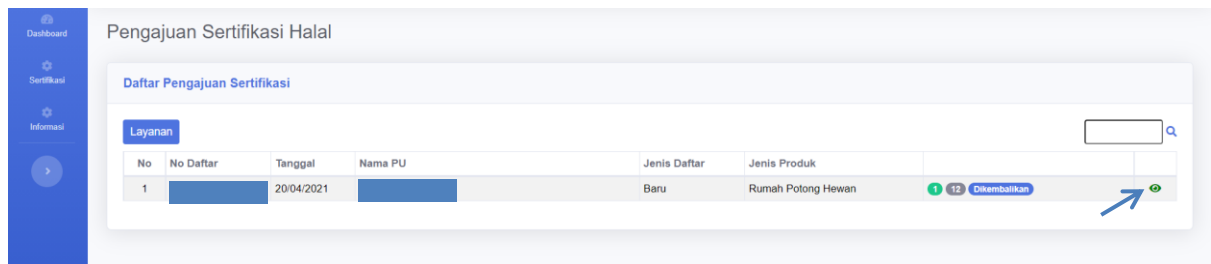 Dashboard
Sertifikasi
Informasi
Pengajuan Sertifikasi Halal
Daftar Pengajuan Sertifikasi
Layanan
No No Daftar Tanggal Nama PU Jenis Daftar Jenis Produk
1 20/04/2021 Baru Rumah Potong Hewan 1 12 Dikembalikan